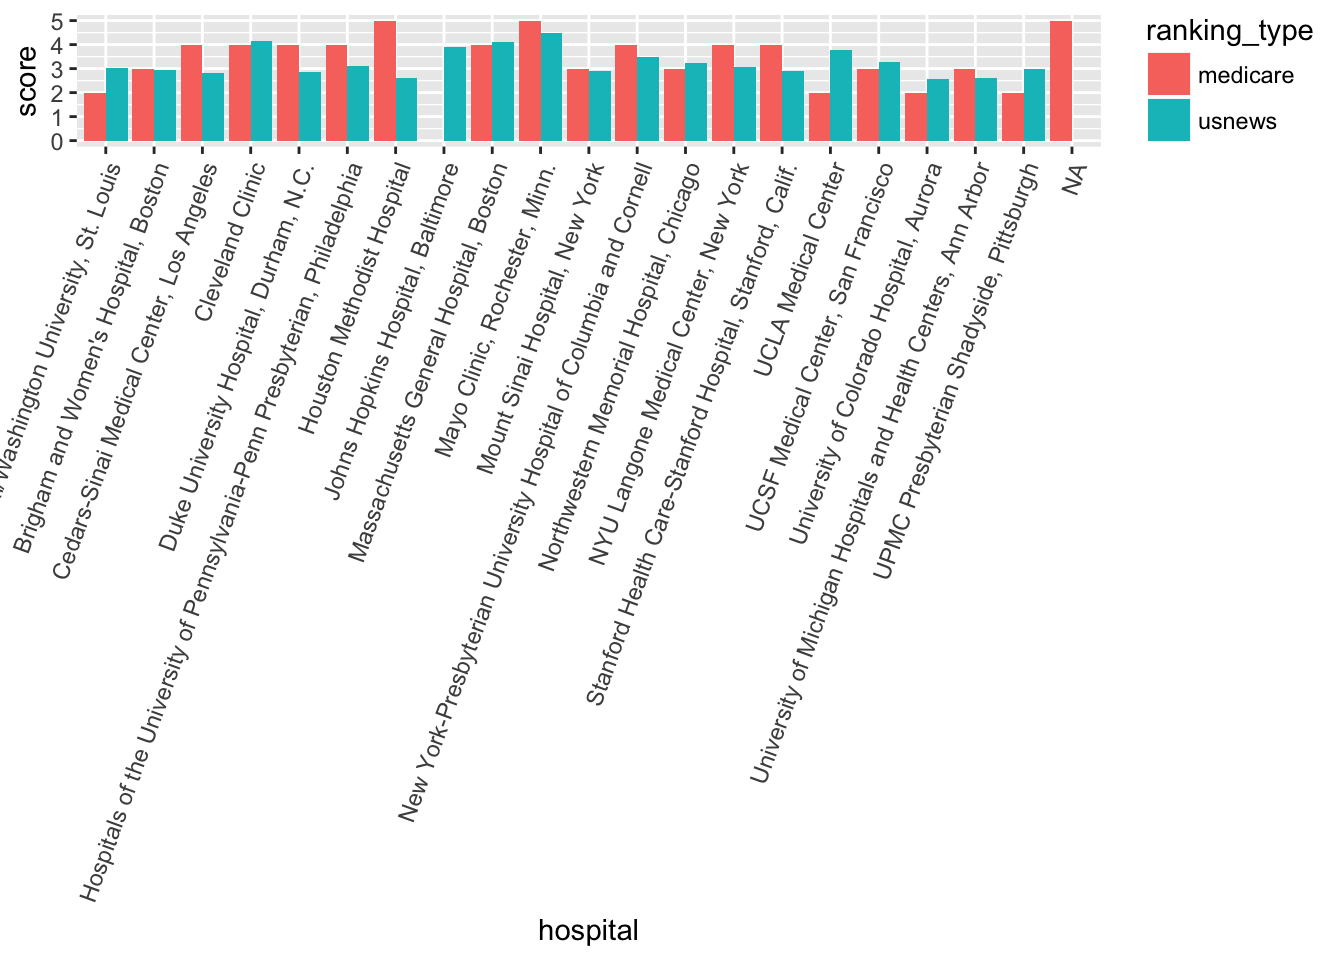 score
5
4
3
2
1
0
Washington University, St. Louis
Brigham and Women's Hospital, Boston
Cedars-Sinai Medical Center, Los Angeles
Cleveland Clinic
Duke University Hospital, Durham, N.C.
Hospitals of the University of Pennsylvania-Penn Presbyterian, Philadelphia
Houston Methodist Hospital
Johns Hopkins Hospital, Baltimore
Massachusetts General Hospital, Boston
Mayo Clinic, Rochester, Minn.
Mount Sinai Hospital, New York
New York-Presbyterian University Hospital of Columbia and Cornell
Northwestern Memorial Hospital, Chicago
NYU Langone Medical Center, New York
Stanford Health Care-Stanford Hospital, Stanford, Calif.
UCLA Medical Center
UCSF Medical Center, San Francisco
University of Colorado Hospital, Aurora
University of Michigan Hospitals and Health Centers, Ann Arbor
UPMC Presbyterian Shadyside, Pittsburgh
NA
hospital
ranking_type
medicare
usnews